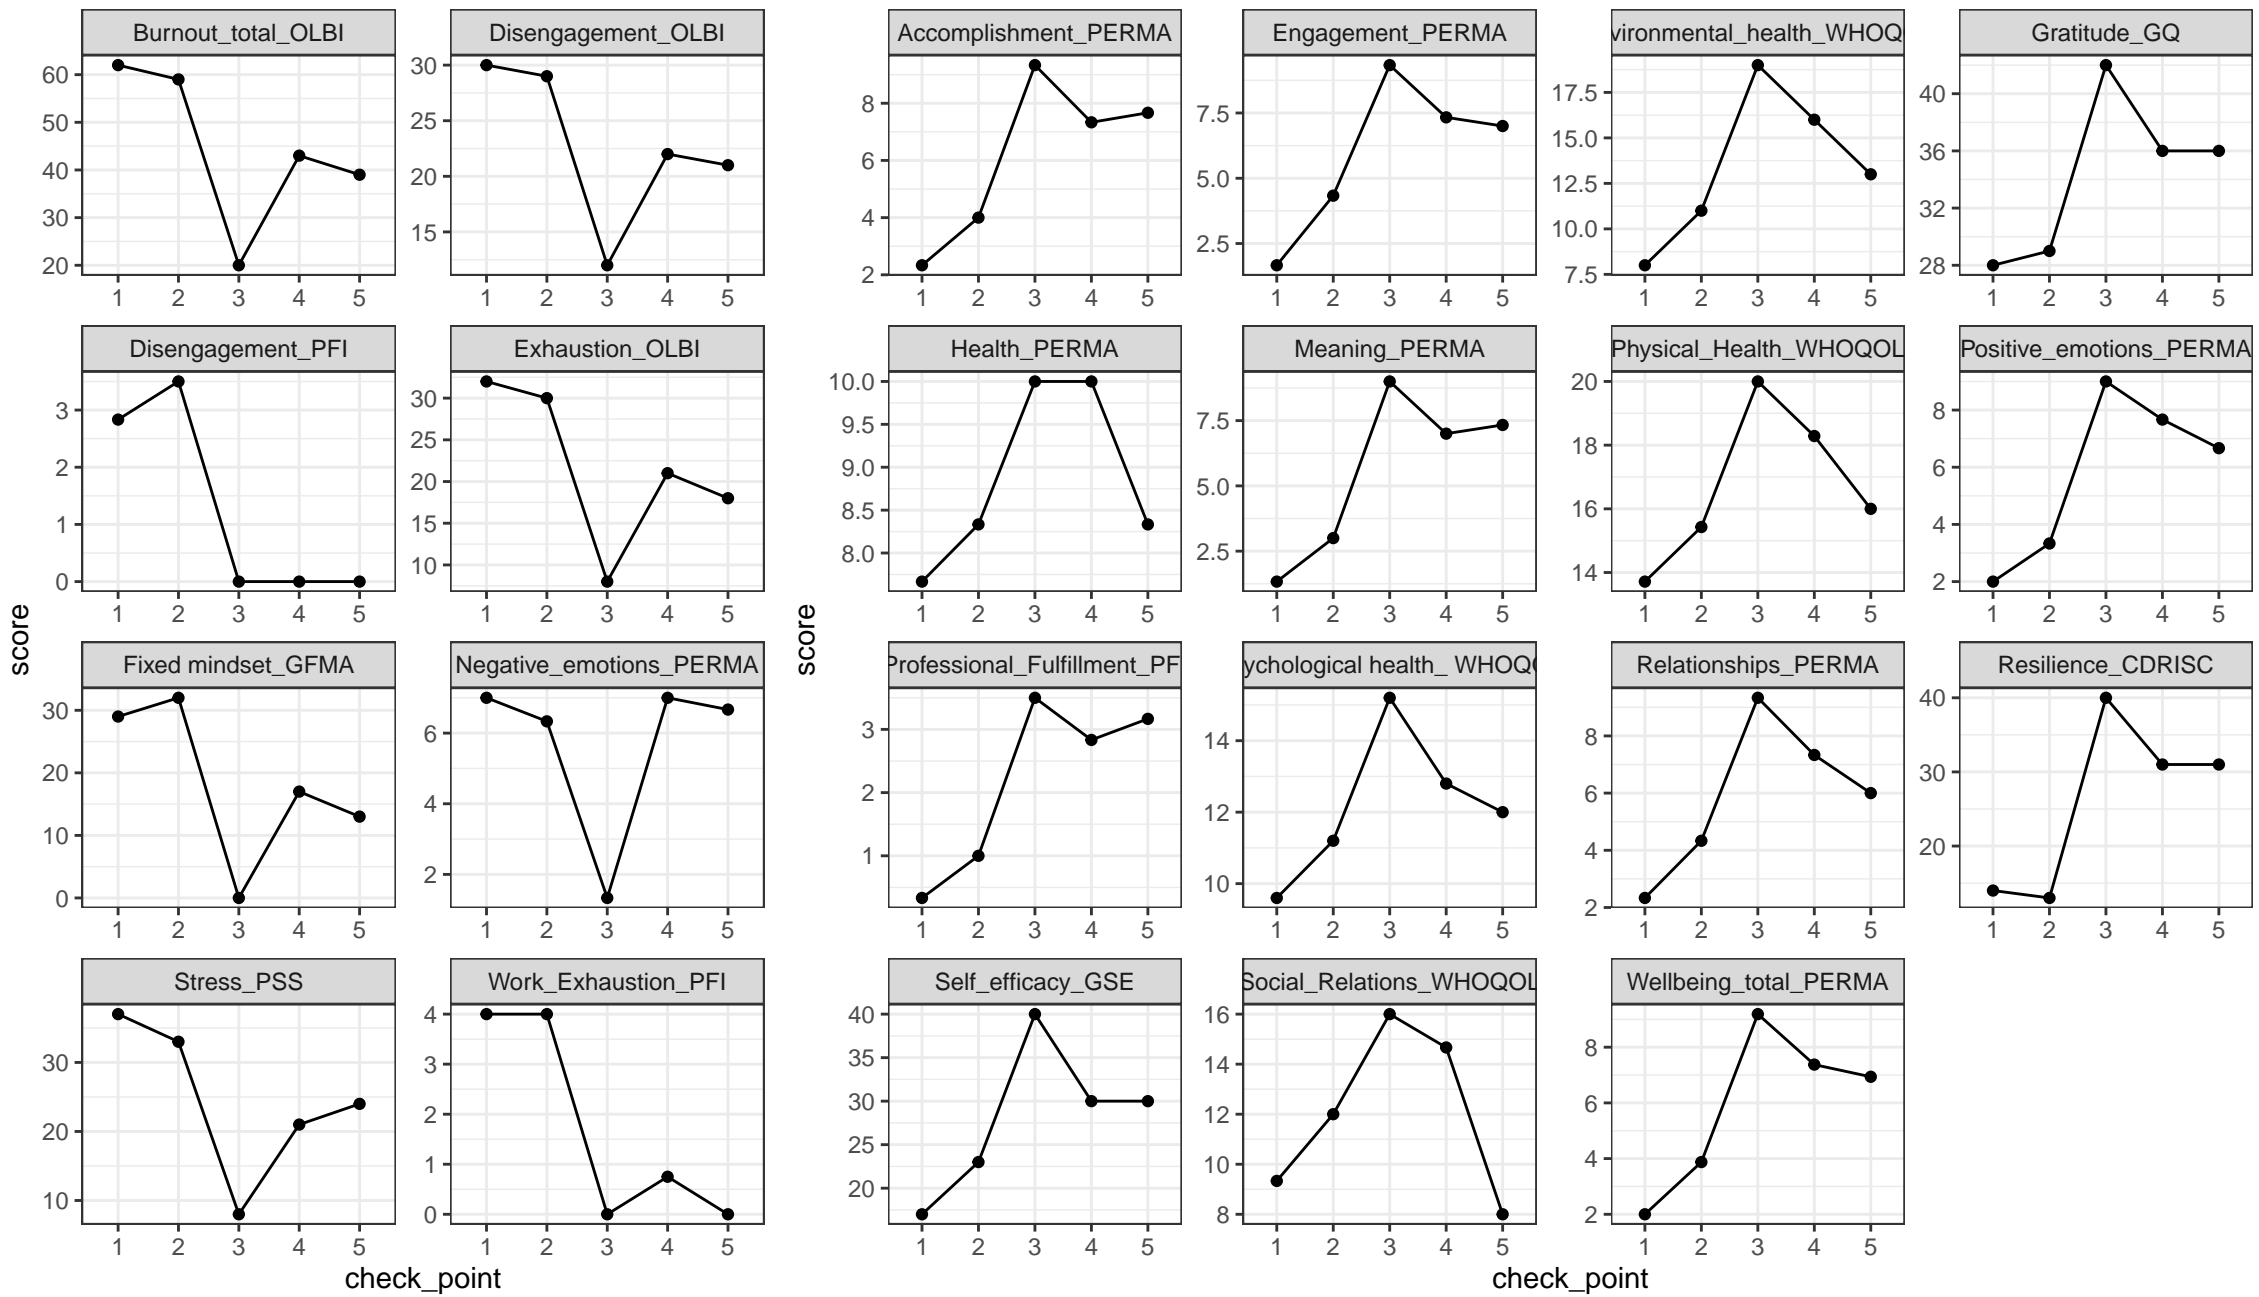 Burnout_total_OLBI
60
50
40
30
20
1 2 3 4 5
Disengagement_OLBI
30
25
20
15
1 2 3 4 5
Disengagement_PFI
3
2
1
0
1 2 3 4 5
Exhaustion_OLBI
30
25
20
15
10
1 2 3 4 5
Fixed mindset_GFMA
30
20
10
0
1 2 3 4 5
Negative_emotions_PERMA
6
4
2
1 2 3 4 5
Stress_PSS
30
20
10
1 2 3 4 5
Work_Exhaustion_PFI
4
3
2
1
0
1 2 3 4 5
score
check_point
Accomplishment_PERMA
8
6
4
2
1 2 3 4 5
Engagement_PERMA
7.5
5.0
2.5
1 2 3 4 5
vironmental_health_WHOQ
17.5
15.0
12.5
10.0
7.5
1 2 3 4 5
Gratitude_GQ
40
36
32
28
1 2 3 4 5
Health_PERMA
10.0
9.5
9.0
8.5
8.0
1 2 3 4 5
Meaning_PERMA
7.5
5.0
2.5
1 2 3 4 5
Physical_Health_WHOQOL
20
18
16
14
1 2 3 4 5
Positive_emotions_PERMA
8
6
4
2
1 2 3 4 5
Professional_Fulfillment_PF
3
2
1
1 2 3 4 5
ychological health_ WHOQ
14
12
10
1 2 3 4 5
Relationships_PERMA
8
6
4
2
1 2 3 4 5
Resilience_CDRISC
40
30
20
1 2 3 4 5
Self_efficacy_GSE
40
35
30
25
20
1 2 3 4 5
Social_Relations_WHOQOL
16
14
12
10
8
1 2 3 4 5
Wellbeing_total_PERMA
8
6
4
2
1 2 3 4 5
score
check_point